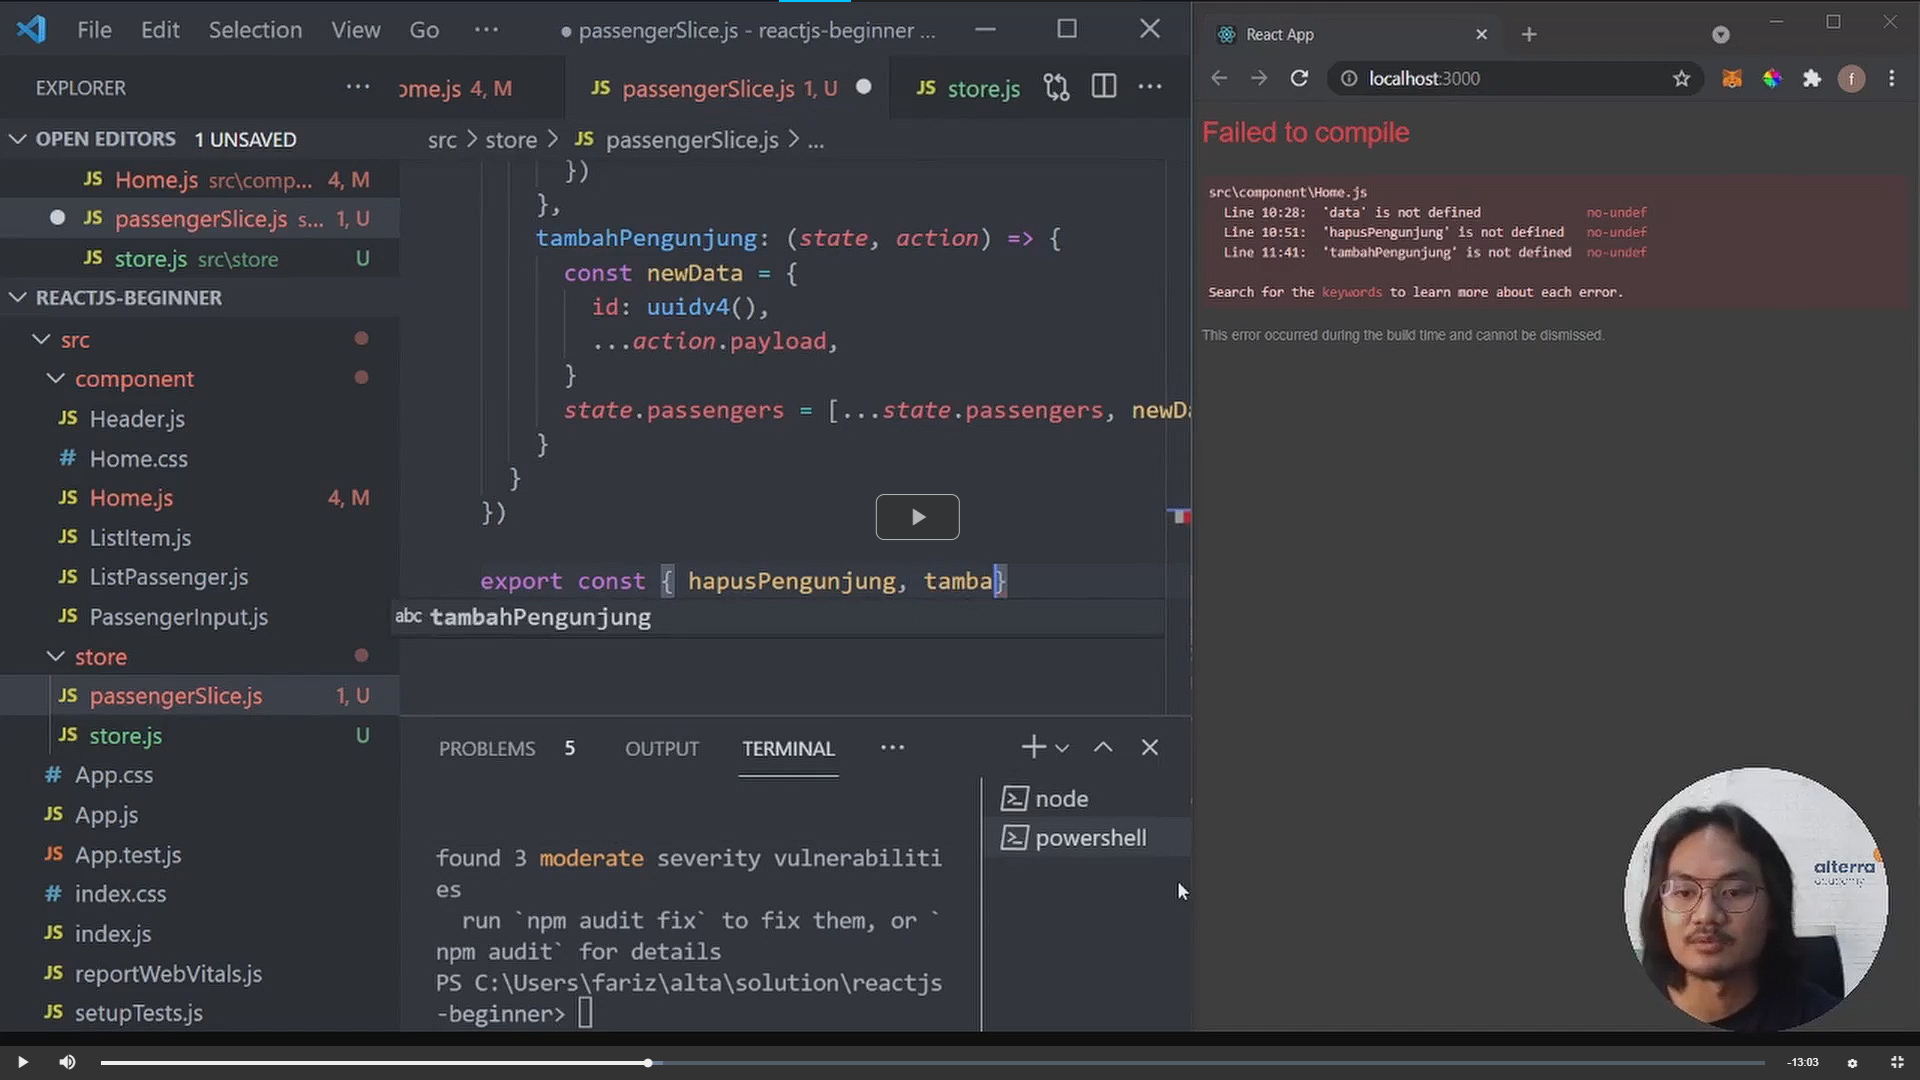 File Edit Selection View Go ··· ● passengerSlice.js - reactjs-beginner ...
EXPLORER ···
ome.js 4, M
JS passengerSlice.js 1, U
JS store.js
···
OPEN EDITORS 1 UNSAVED
JS Home.js src\comp... 4, M
JS passengerSlice.js s... 1, U
JS store.js src\store U
REACTJS-BEGINNER
src
component
JS Header.js
# Home.css
JS Home.js 4, M
JS ListItem.js
JS ListPassenger.js
JS PassengerInput.js
store
JS passengerSlice.js 1, U
JS store.js U
# App.css
JS App.js
JS App.test.js
# index.css
JS index.js
JS reportWebVitals.js
JS setupTests.js
src > store > JS passengerSlice.js > ...
})
},
tambahPengunjung: (state, action) => {
const newData = {
id: uuidv4(),
...action.payload,
}
state.passengers = [...state.passengers, newDa
}
}
})
export const { hapusPengunjung, tamba}
abc tambahPengunjung
PROBLEMS 5 OUTPUT TERMINAL ···
node
powershell
found 3 moderate severity vulnerabiliti
es
run `npm audit fix` to fix them, or `
npm audit` for details
PS C:\Users\fariz\alta\solution\reactjs
-beginner>
React App
localhost:3000
f
Failed to compile
src\component\Home.js
Line 10:28: 'data' is not defined no-undef
Line 10:51: 'hapusPengunjung' is not defined no-undef
Line 11:41: 'tambahPengunjung' is not defined no-undef
Search for the keywords to learn more about each error.
This error occurred during the build time and cannot be dismissed.
alterra
academy
-13:03